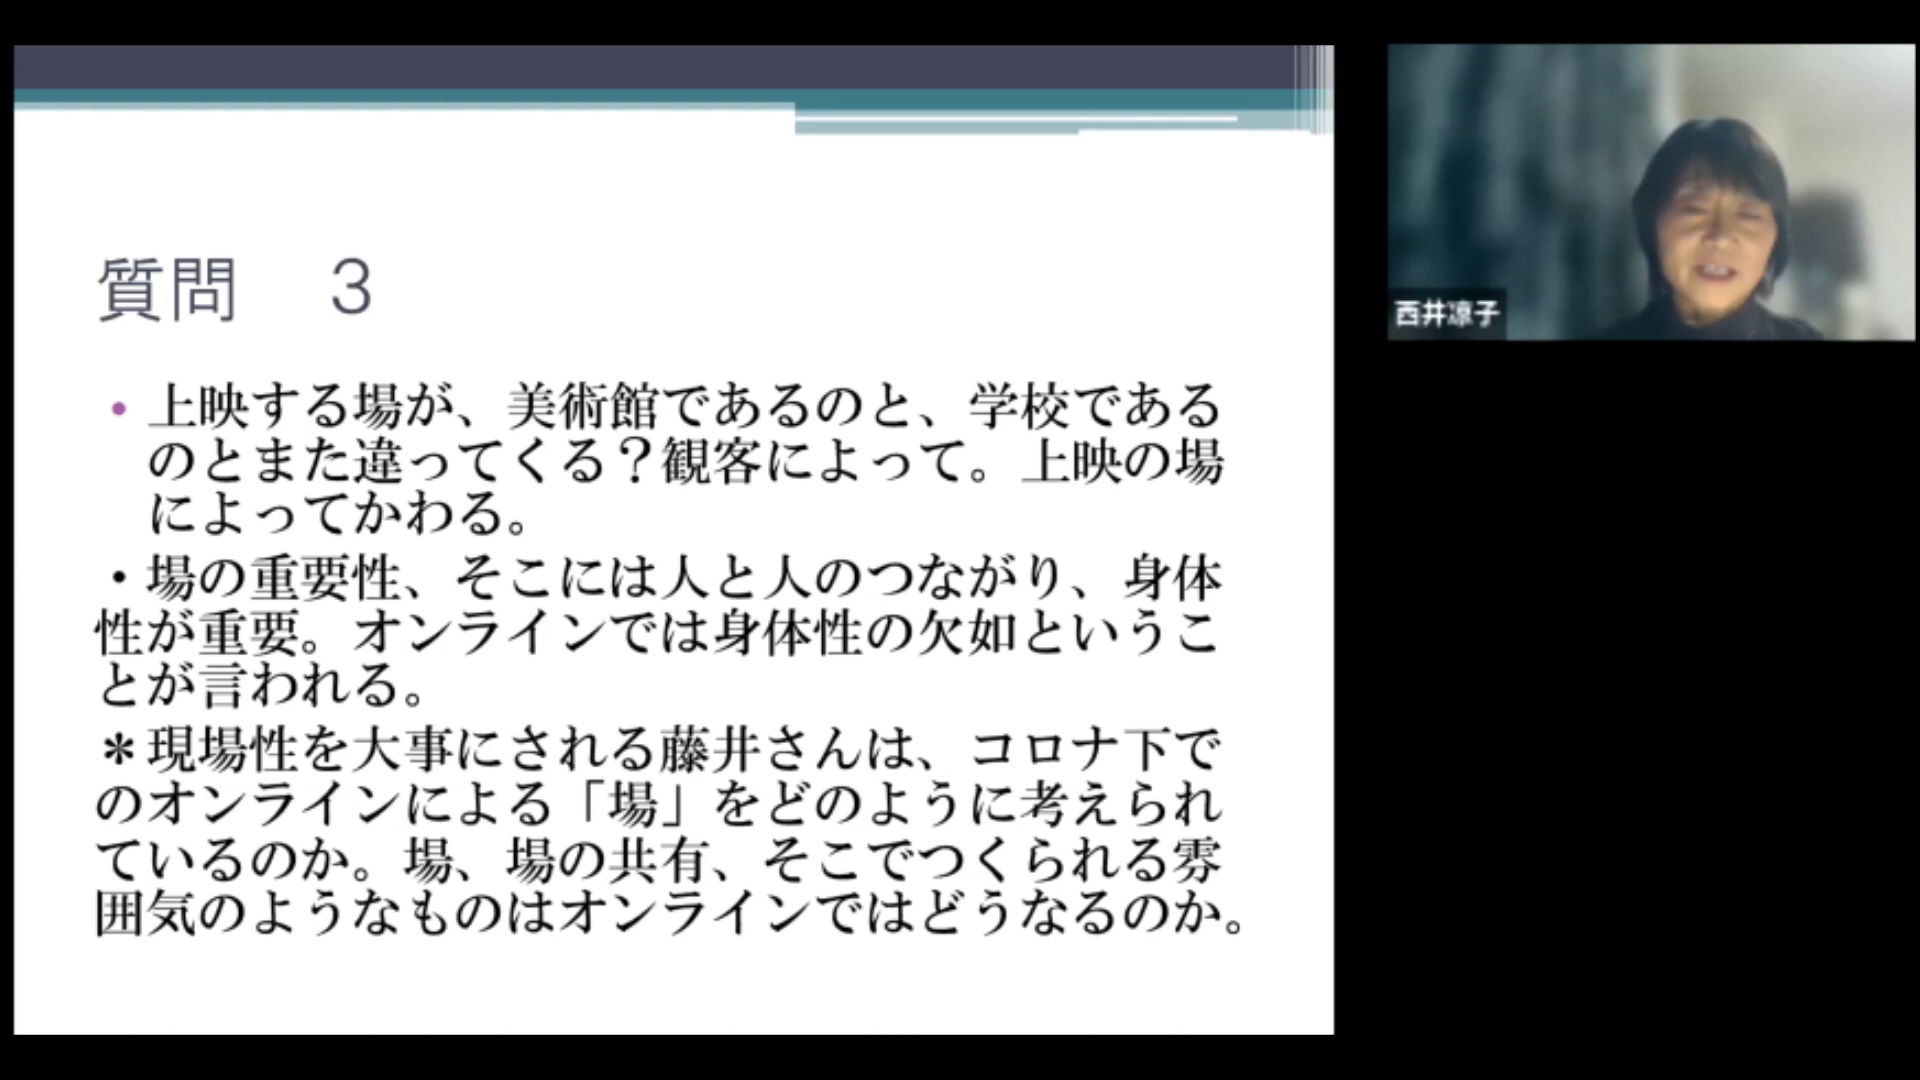 質問　３
• 上映する場が、美術館であるのと、学校である
のとまた違ってくる？観客によって。上映の場
によってかわる。
・場の重要性、そこには人と人のつながり、身体
性が重要。オンラインでは身体性の欠如というこ
とが言われる。
＊現場性を大事にされる藤井さんは、コロナ下で
のオンラインによる「場」をどのように考えられ
ているのか。場、場の共有、そこでつくられる雰
囲気のようなものはオンラインではどうなるのか。
西井凉子